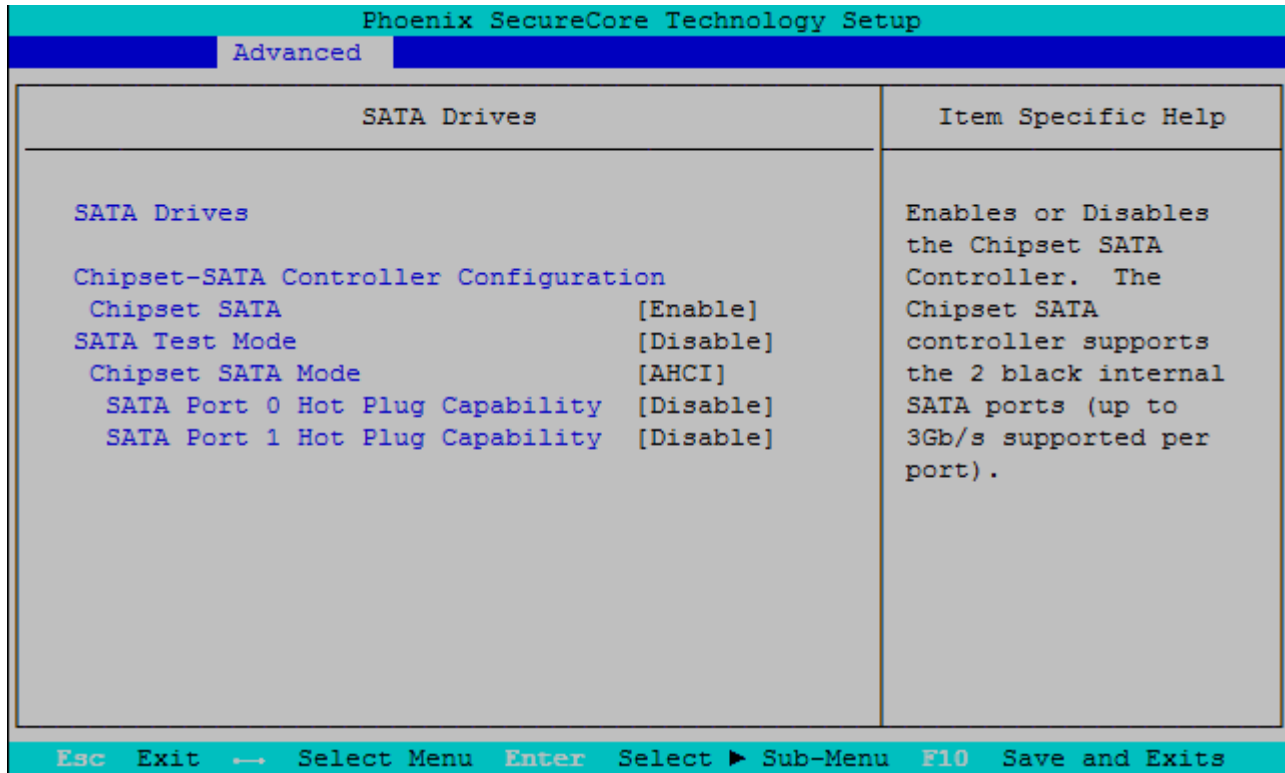 Phoenix SecureCore Technology Setup
Advanced
SATA Drives
SATA Drives
Chipset-SATA Controller Configuration
Chipset SATA [Enable]
SATA Test Mode [Disable]
Chipset SATA Mode [AHCI]
SATA Port 0 Hot Plug Capability [Disable]
SATA Port 1 Hot Plug Capability [Disable]
Item Specific Help
Enables or Disables
the Chipset SATA
Controller. The
Chipset SATA
controller supports
the 2 black internal
SATA ports (up to
3Gb/s supported per
port).
Esc Exit ←→ Select Menu Enter Select ► Sub-Menu F10 Save and Exits